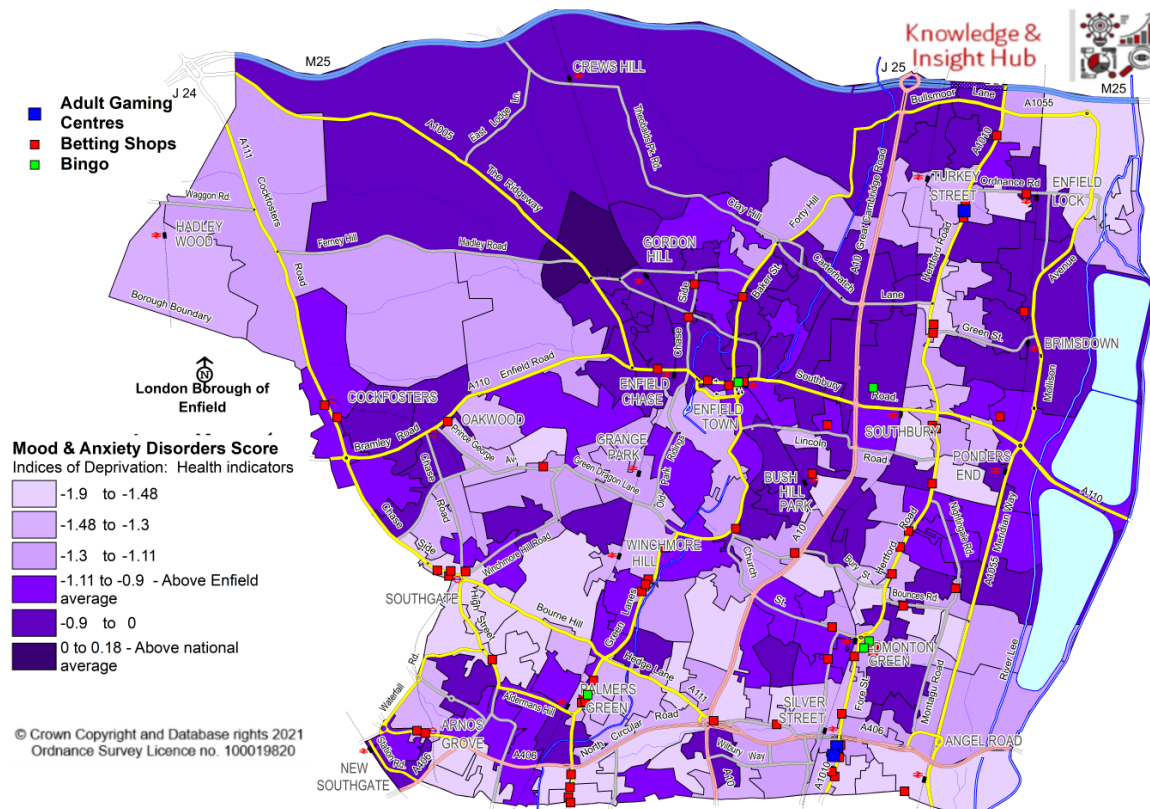 Knowledge &
Insight Hub
M25
J 24
J 25
M25
CREWS HILL
Bullsmoor Lane
A1055
Adult Gaming
Centres
Betting Shops
Bingo
A111
Cockfosters
Road
A1005
The Ridgeway
East Lodge Ln.
Theobalds Pk. Rd.
Clay Hill
Forty Hill
A10 Great Cambridge Road
A1010
Hertford Road
TURKEY
STREET
Ordnance Rd
ENFIELD
LOCK
Waggon Rd.
HADLEY
WOOD
Ferney Hill
Hadley Road
GORDON
HILL
Baker St.
Carterhatch
Lane
Avenue
Borough Boundary
Side
Chase
Green St.
BRIMSDOWN
Mollison
N
London Borough of
Enfield
COCKFOSTERS
A110 Enfield Road
ENFIELD
CHASE
ENFIELD
TOWN
Southbury
Road.
Bramley Road
OAKWOOD
Prince George
Av.
GRANGE
PARK
Green Dragon Lane
Old Park Ridings
Lincoln
Road
SOUTHBURY
PONDERS
END
BUSH
HILL
PARK
A110
Mood & Anxiety Disorders Score
Indices of Deprivation: Health indicators
-1.9 to -1.48
-1.48 to -1.3
-1.3 to -1.11
-1.11 to -0.9 - Above Enfield
average
-0.9 to 0
0 to 0.18 - Above national
average
Chase
Road
Chase
Side
Winchmore Hill Road
WINCHMORE
HILL
Church
St.
A10
Bury St.
Hertford Road
Nightingale Rd.
A1055 Meridian Way
Bounces Rd.
SOUTHGATE
High Street
Bourne Hill
Green Lanes
Hedge Lane
A111
EDMONTON
GREEN
Fore St.
Montagu Road
River Lee
Waterfall
Rd.
Aldermans Hill
PALMERS
GREEN
SILVER
STREET
North Circular Road
A406
ARNOS
GROVE
A406
Station Rd.
A406
NEW
SOUTHGATE
Wilbury Way
A10
A1010
ANGEL ROAD
© Crown Copyright and Database rights 2021
Ordnance Survey Licence no. 100019820